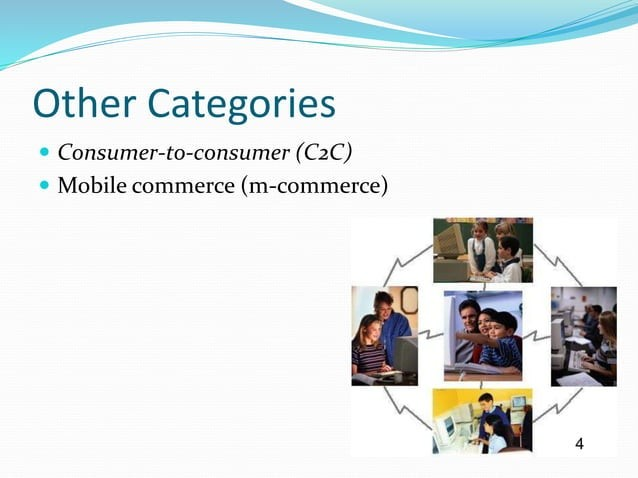 Other Categories
Consumer-to-consumer (C2C)
Mobile commerce (m-commerce)
4